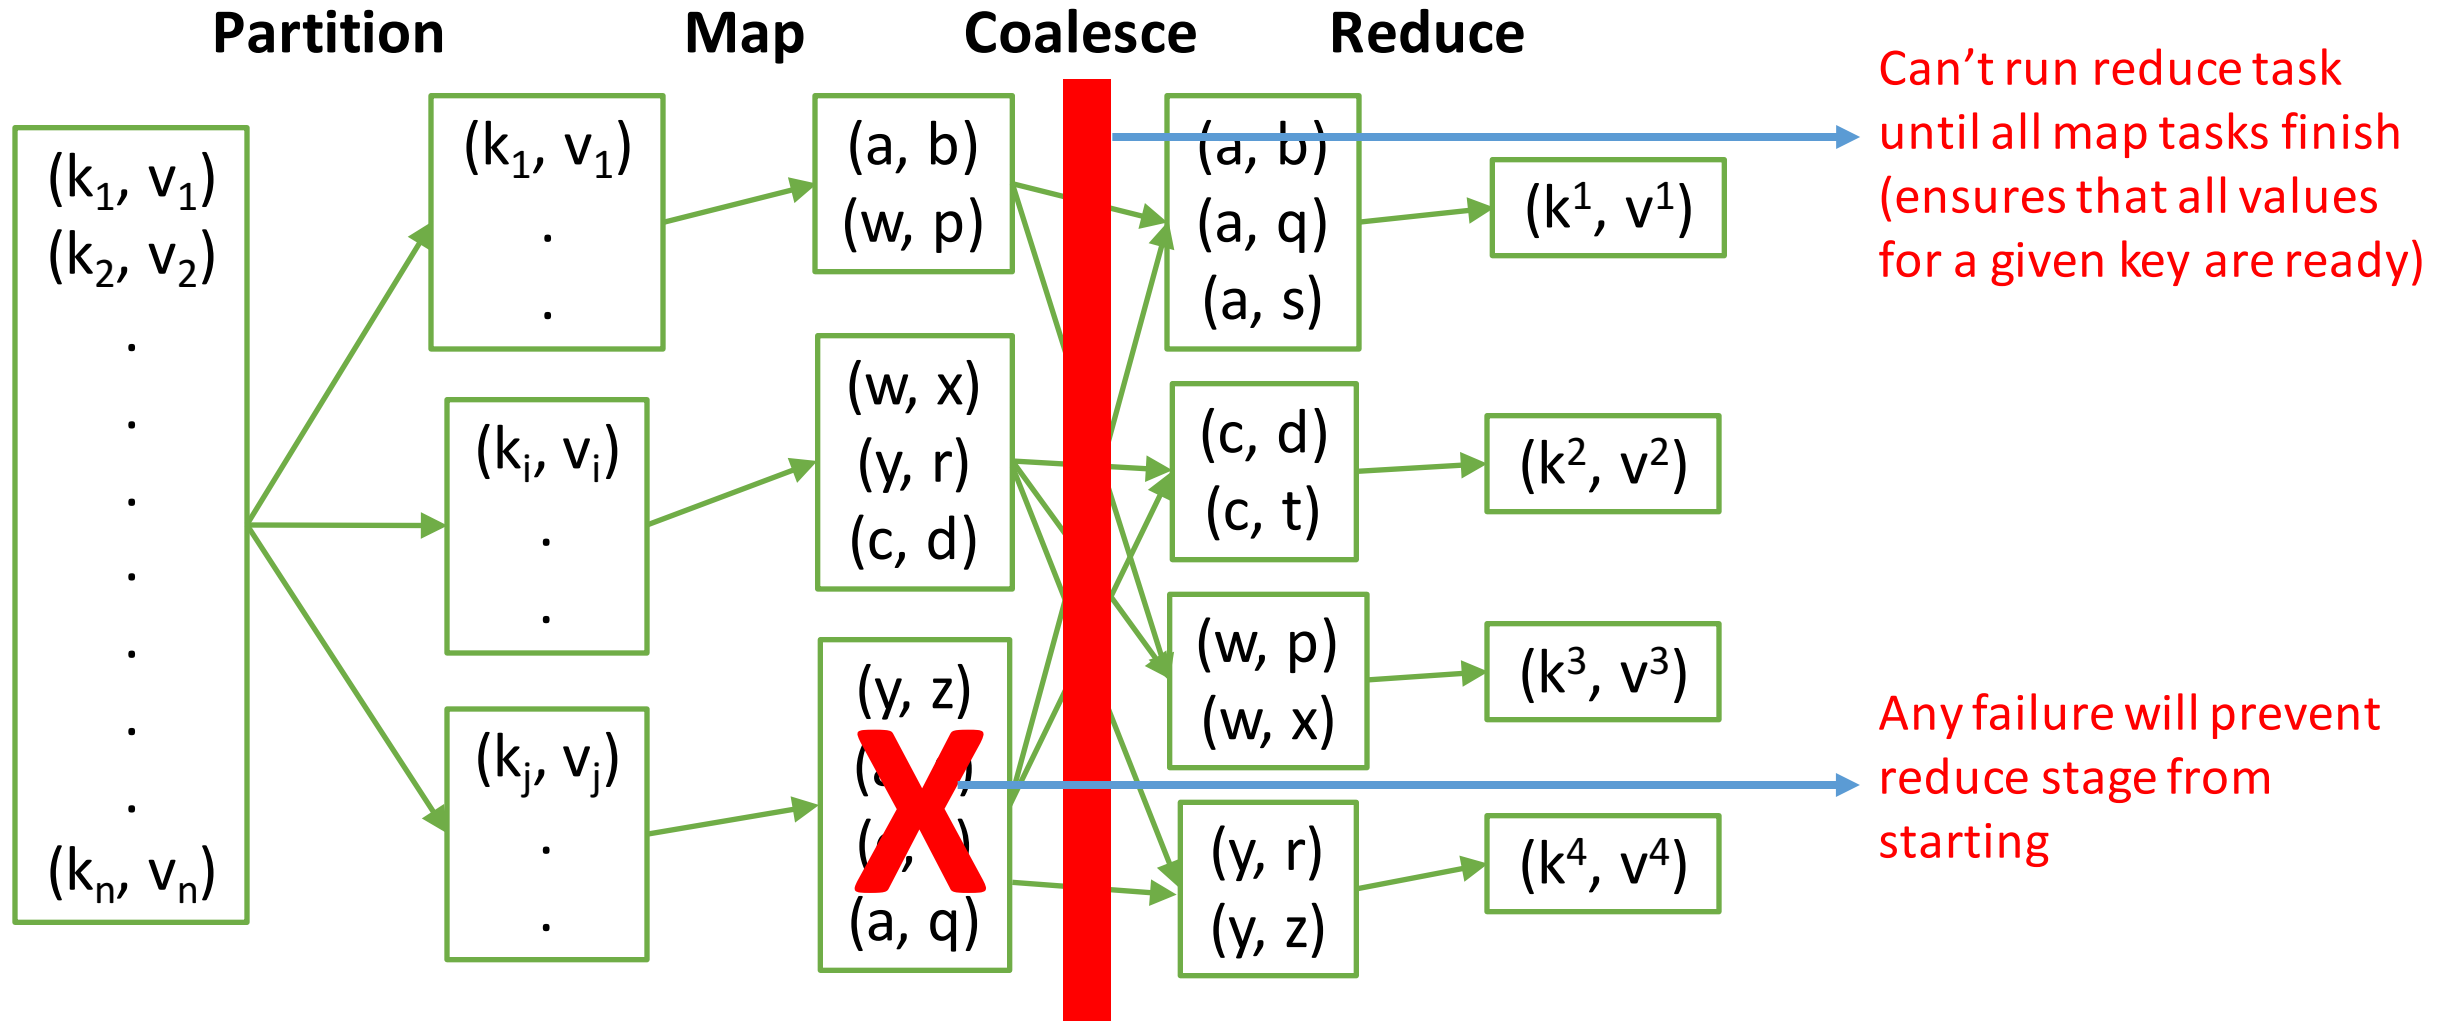 Partition Map Coalesce Reduce
(k1, v1)
(k2, v2)
.
.
.
.
.
.
.
(kn, vn)
(k1, v1)
.
.
(ki, vi)
.
.
(kj, vj)
.
.
(a, b)
(w, p)
(w, x)
(y, r)
(c, d)
(y, z)
(a, q)
(a, b)
(a, q)
(a, s)
(c, d)
(c, t)
(w, p)
(w, x)
(y, r)
(y, z)
(k1, v1)
(k2, v2)
(k3, v3)
(k4, v4)
Can’t run reduce task
until all map tasks finish
(ensures that all values
for a given key are ready)
Any failure will prevent
reduce stage from
starting